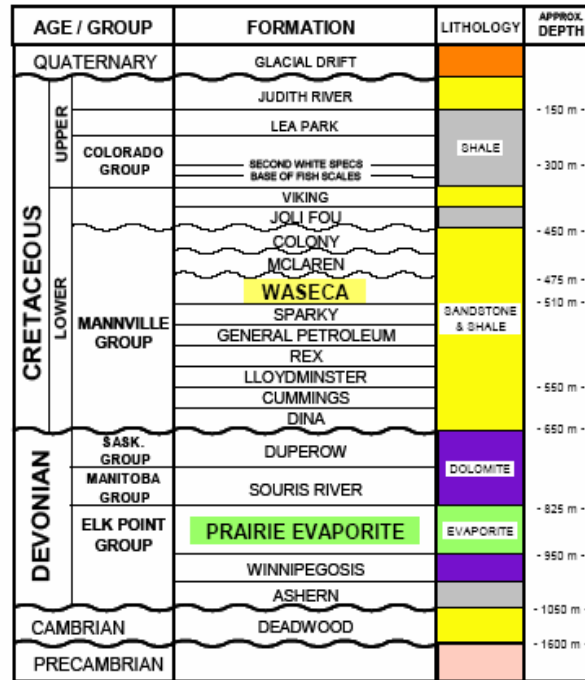 AGE / GROUP FORMATION LITHOLOGY APPROX. DEPTH
QUATERNARY GLACIAL DRIFT
CRETACEOUS
UPPER
JUDITH RIVER
- 150 m -
LEA PARK
COLORADO GROUP
SHALE
SECOND WHITE SPECS
- 300 m -
BASE OF FISH SCALES
LOWER
VIKING
JOLI FOU
- 450 m -
COLONY
MCLAREN
- 475 m -
WASECA
- 510 m -
MANNVILLE GROUP
SPARKY
SANDSTONE & SHALE
GENERAL PETROLEUM
REX
LLOYDMINSTER
- 550 m -
CUMMINGS
DINA
- 650 m -
DEVONIAN
SASK. GROUP
DUPEROW
DOLOMITE
MANITOBA GROUP
SOURIS RIVER
- 825 m -
ELK POINT GROUP
PRAIRIE EVAPORITE
EVAPORITE
- 950 m -
WINNIPEGOSIS
ASHERN
- 1050 m -
CAMBRIAN DEADWOOD
- 1600 m -
PRECAMBRIAN